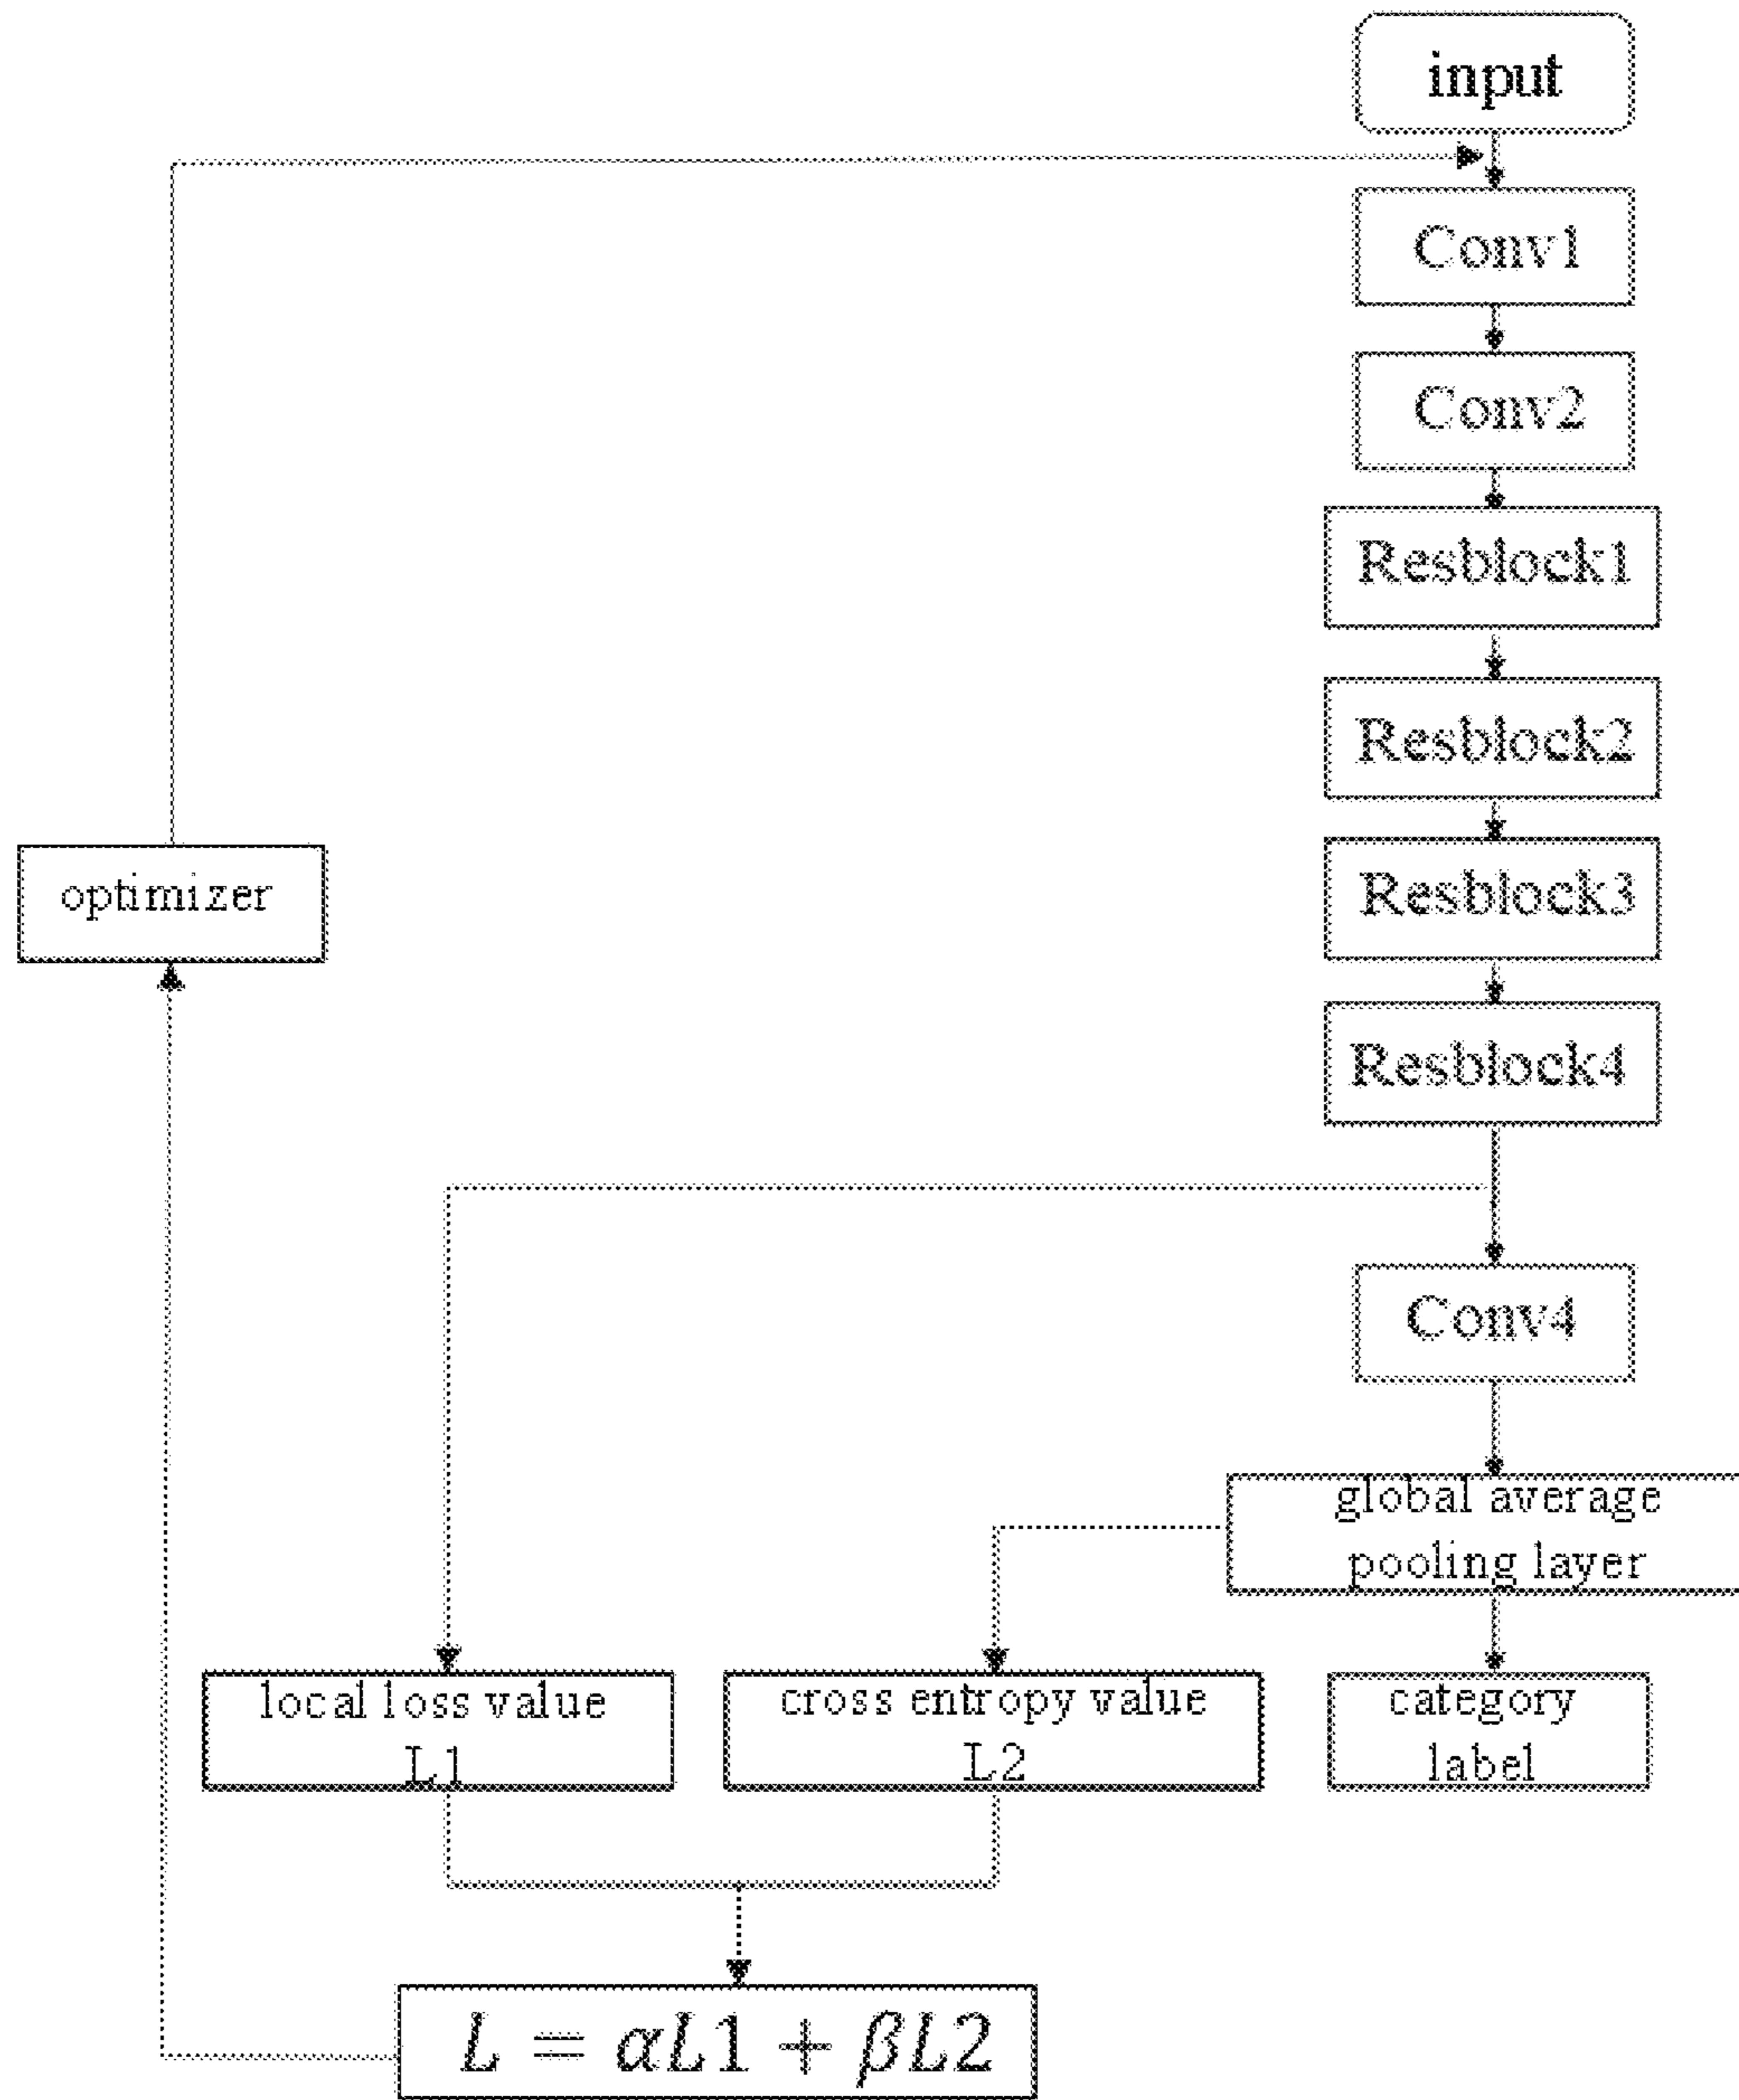 input
Conv1
Conv2
Resblock1
Resblock2
Resblock3
Resblock4
optimizer
Conv4
global average
pooling layer
local loss value
L1
cross entropy value
L2
category
label
L = αL1 + βL2